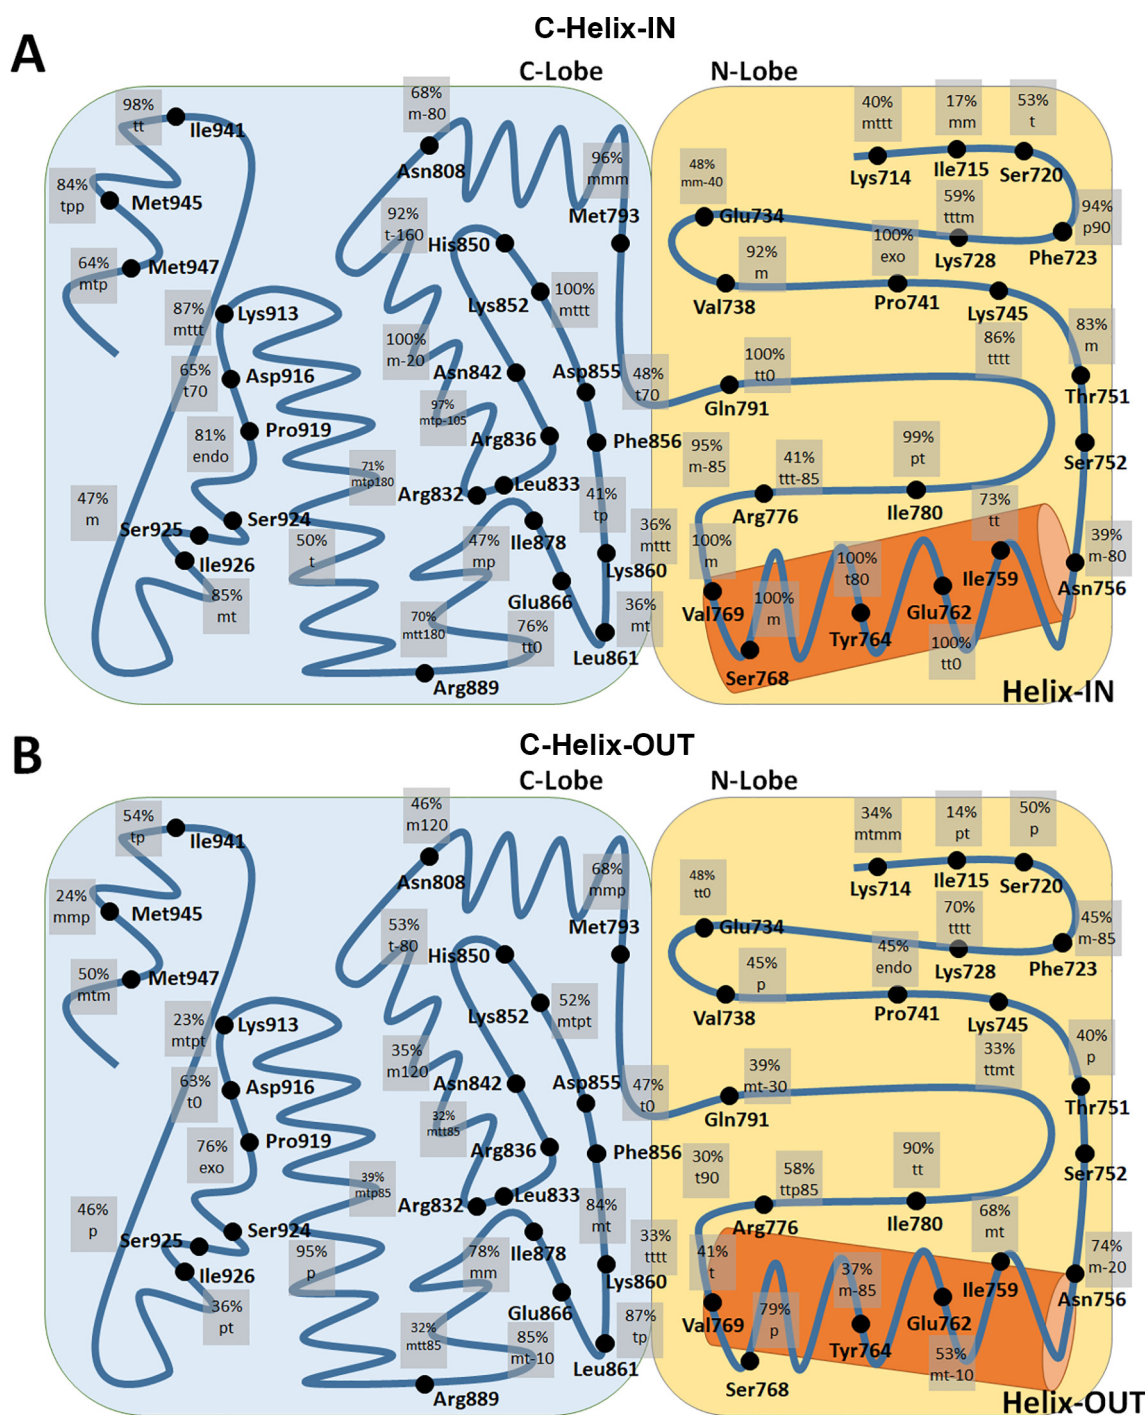 C-Helix-IN
A
C-Lobe
N-Lobe
98%
tt
Ile941
84%
tpp
Met945
64%
mtp
Met947
87%
mttt
Lys913
65%
t70
Asp916
81%
endo
Pro919
47%
m
Ser925
Ser924
Ile926
85%
mt
50%
t
68%
m-80
Asn808
92%
t-160
His850
Lys852
100%
mttt
100%
m-20
Asn842
Asp855
97%
mtp-105
Arg836
Phe856
71%
mtp180
Arg832
Leu833
41%
tp
47%
mp
Ile878
36%
mttt
Lys860
Glu866
70%
mtt180
76%
tt0
36%
mt
Leu861
Arg889
96%
mmm
Met793
48%
t70
40%
mttt
Lys714
17%
mm
Ile715
53%
t
Ser720
48%
mm-40
Glu734
59%
tttm
Lys728
94%
p90
Phe723
92%
m
Val738
100%
exo
Pro741
Lys745
86%
tttt
83%
m
Thr751
100%
tt0
Gln791
Ser752
95%
m-85
41%
ttt-85
Arg776
99%
pt
Ile780
73%
tt
Ile759
39%
m-80
Asn756
100%
m
Val769
100%
m
Ser768
100%
t80
Tyr764
Glu762
100%
tt0
Helix-IN
C-Helix-OUT
B
C-Lobe
N-Lobe
54%
tp
Ile941
24%
mmp
Met945
50%
mtm
Met947
23%
mtpt
Lys913
63%
t0
Asp916
76%
exo
Pro919
46%
p
Ser925
Ser924
Ile926
36%
pt
95%
p
46%
m120
Asn808
53%
t-80
His850
Lys852
52%
mtpt
35%
m120
Asn842
Asp855
32%
mtt85
Arg836
Phe856
39%
mtp85
Arg832
Leu833
84%
mt
78%
mm
Ile878
33%
tttt
Lys860
Glu866
32%
mtt85
85%
mt-10
87%
tp
Leu861
Arg889
68%
mmp
Met793
47%
t0
34%
mtmm
Lys714
14%
pt
Ile715
50%
p
Ser720
48%
tt0
Glu734
70%
tttt
Lys728
45%
m-85
Phe723
45%
p
Val738
45%
endo
Pro741
Lys745
33%
ttmt
40%
p
Thr751
39%
mt-30
Gln791
Ser752
30%
t90
58%
ttp85
Arg776
90%
tt
Ile780
68%
mt
Ile759
74%
m-20
Asn756
41%
t
Val769
79%
p
Ser768
37%
m-85
Tyr764
Glu762
53%
mt-10
Helix-OUT